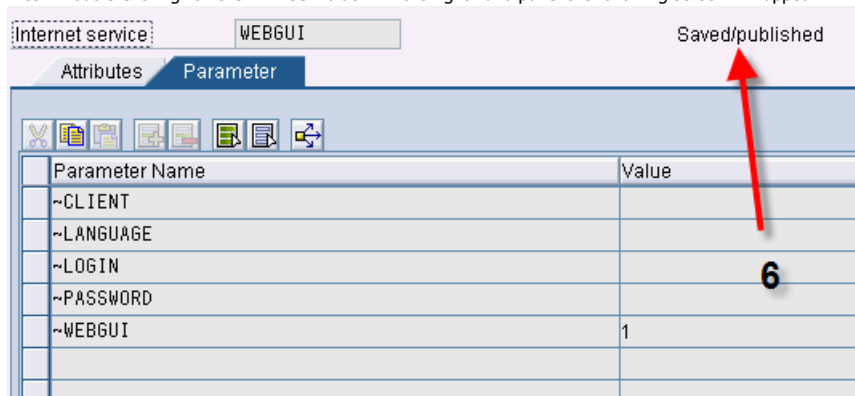 Internet service WEBGUI Saved/published
Attributes Parameter
Parameter Name Value
~CLIENT
~LANGUAGE
~LOGIN
6
~PASSWORD
~WEBGUI 1